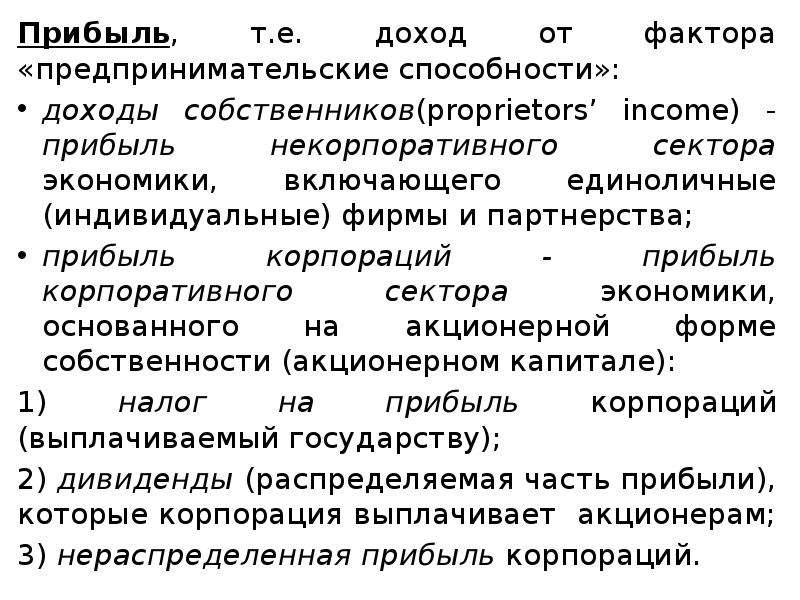 Прибыль, т.е. доход от фактора
«предпринимательские способности»:
• доходы собственников(proprietors’ income) -
прибыль некорпоративного сектора
экономики, включающего единоличные
(индивидуальные) фирмы и партнерства;
• прибыль корпораций - прибыль
корпоративного сектора экономики,
основанного на акционерной форме
собственности (акционерном капитале):
1) налог на прибыль корпораций
(выплачиваемый государству);
2) дивиденды (распределяемая часть прибыли),
которые корпорация выплачивает акционерам;
3) нераспределенная прибыль корпораций.